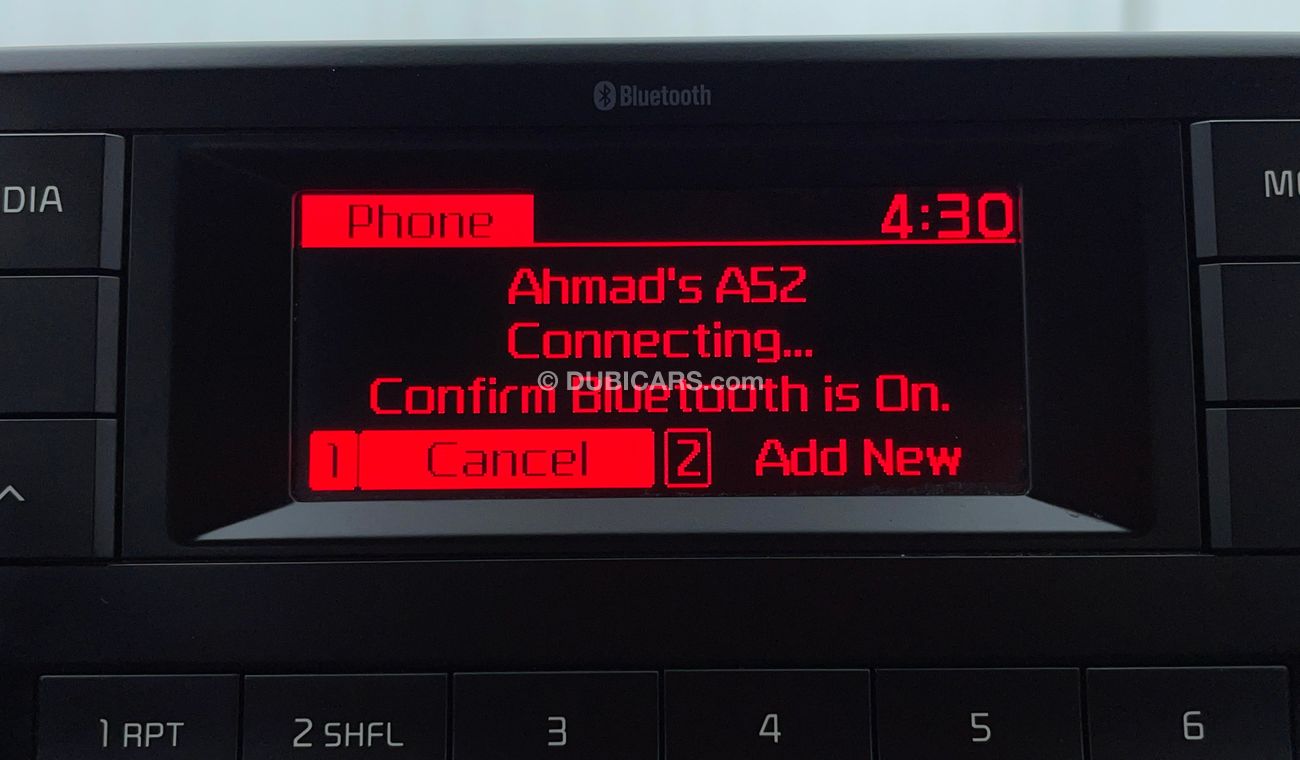 Bluetooth
DIA
Phone 4:30
Ahmad's A52
Connecting...
© DUBICARS.com
Confirm Bluetooth is On.
1 Cancel 2 Add New
1 RPT 2 SHFL 3 4 5 6